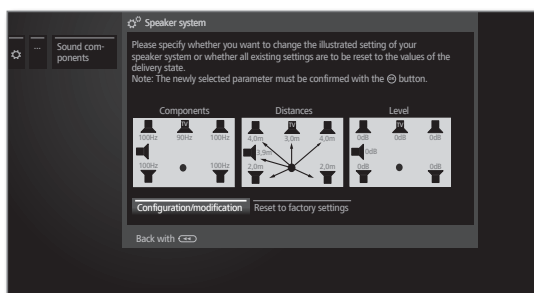 Speaker system
...
Sound com-
ponents
Please specify whether you want to change the illustrated setting of your
speaker system or whether all existing settings are to be reset to the values of the
delivery state.
Note: The newly selected parameter must be confirmed with the OK button.
Components
TV
100Hz 90Hz 100Hz
100Hz 100Hz
Distances
TV
4,0m 3,0m 4,0m
3,9m
2,0m 2,0m
Level
TV
0dB 0dB 0dB
0dB
0dB 0dB
Configuration/modification Reset to factory settings
Back with